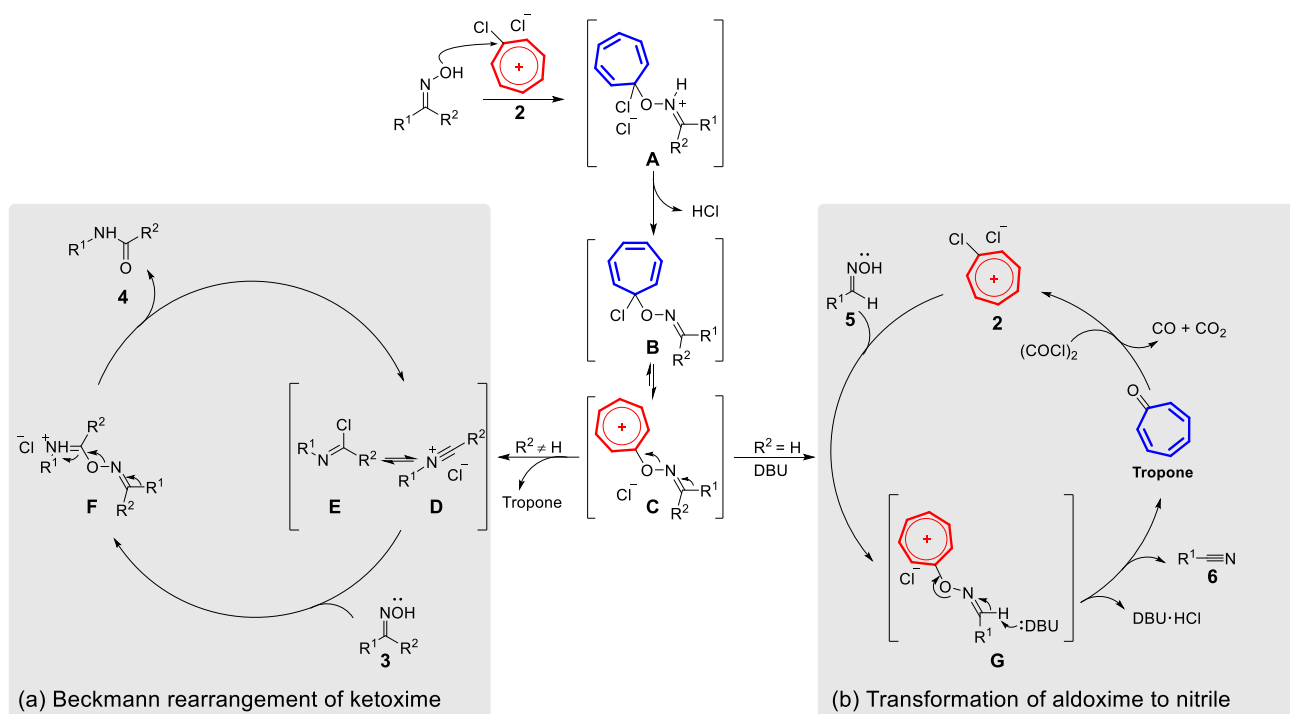 Cl Cl⁻
N OH
R¹ R²
+
2
Cl O N H +
Cl⁻ R¹
R²
A
HCl
Cl O N
R¹
R²
B
+
O N
Cl⁻ R¹
R²
C
R² ≠ H
Tropone
R² = H
DBU
R¹ NH R²
O
4
Cl⁻ NH + R²
R¹ O N R¹
R²
F
Cl
R¹ N R²
E
R² N +
R¹ Cl⁻
D
NOH
R¹ R²
3
(a) Beckmann rearrangement of ketoxime
NOH
R¹ H
5
Cl Cl⁻
+
2
(COCl)₂
CO + CO₂
O
Tropone
+
Cl⁻ O N
H :DBU
R¹
G
R¹ N
6
DBU·HCl
(b) Transformation of aldoxime to nitrile